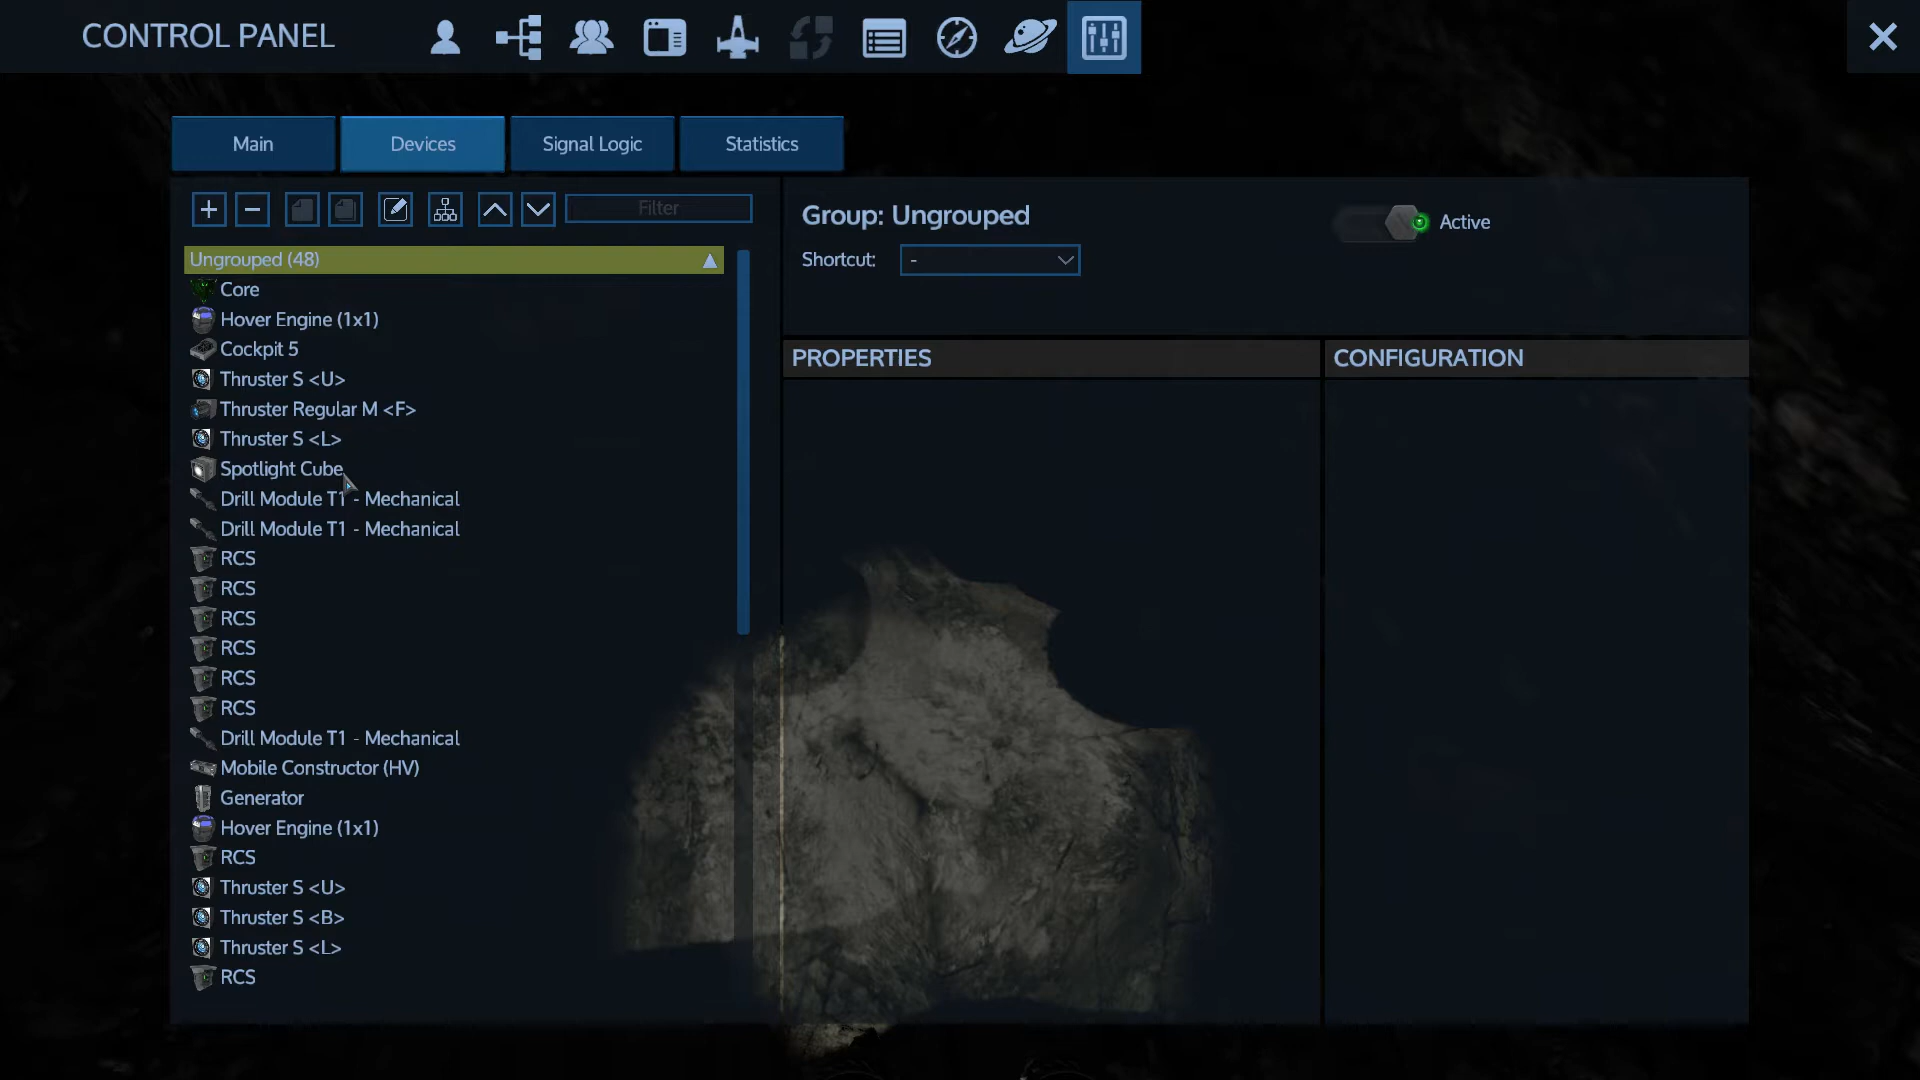 CONTROL PANEL
Main
Devices
Signal Logic
Statistics
Filter
Ungrouped (48)
Core
Hover Engine (1x1)
Cockpit 5
Thruster S <U>
Thruster Regular M <F>
Thruster S <L>
Spotlight Cube
Drill Module T1 - Mechanical
Drill Module T1 - Mechanical
RCS
RCS
RCS
RCS
RCS
RCS
Drill Module T1 - Mechanical
Mobile Constructor (HV)
Generator
Hover Engine (1x1)
RCS
Thruster S <U>
Thruster S <B>
Thruster S <L>
RCS
Group: Ungrouped
Active
Shortcut: -
PROPERTIES
CONFIGURATION